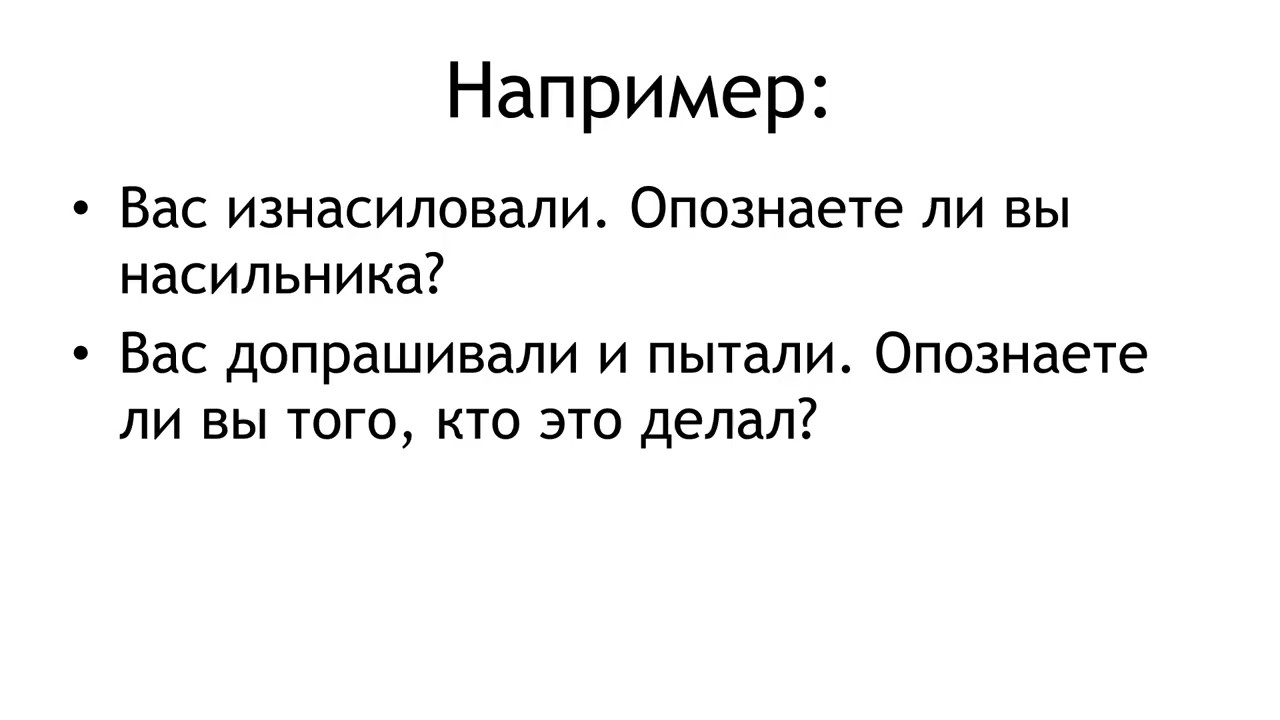 Например:
• Вас изнасиловали. Опознаете ли вы
насильника?
• Вас допрашивали и пытали. Опознаете
ли вы того, кто это делал?